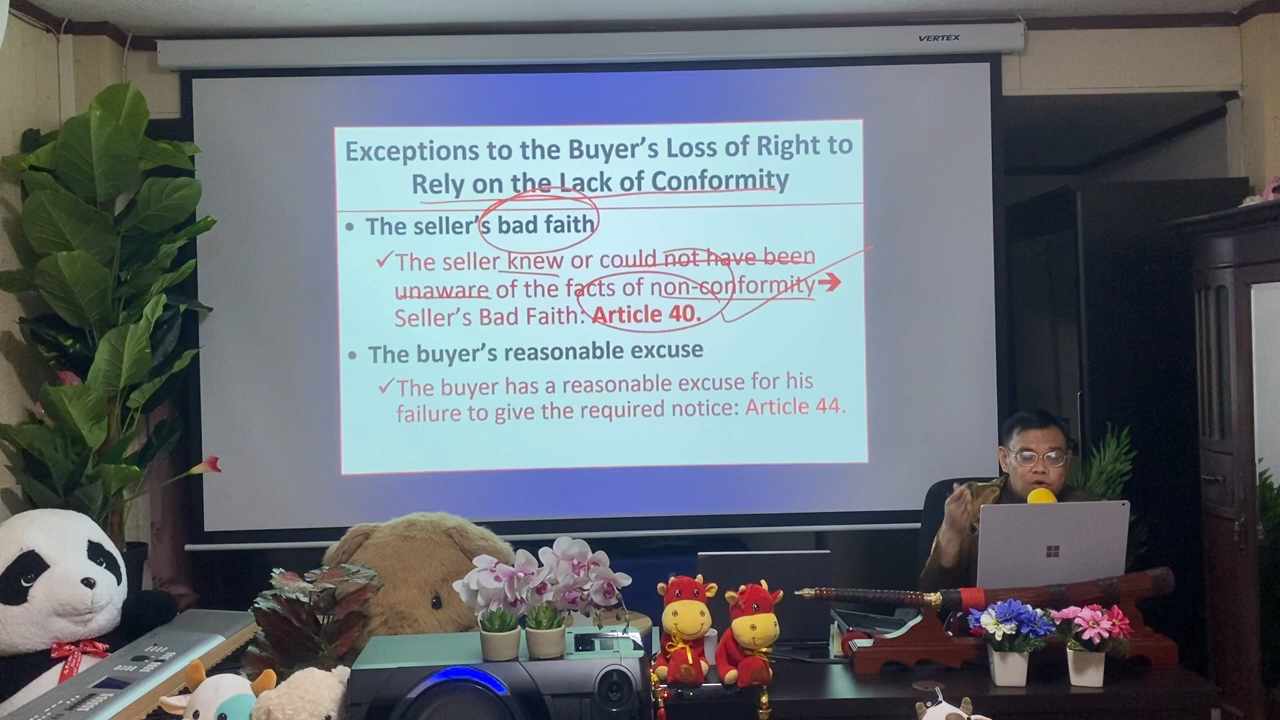 VERTEX
Exceptions to the Buyer's Loss of Right to
Rely on the Lack of Conformity
• The seller's bad faith
✓The seller knew or could not have been
unaware of the facts of non-conformity➔
Seller's Bad Faith: Article 40.
• The buyer's reasonable excuse
✓The buyer has a reasonable excuse for his
failure to give the required notice: Article 44.